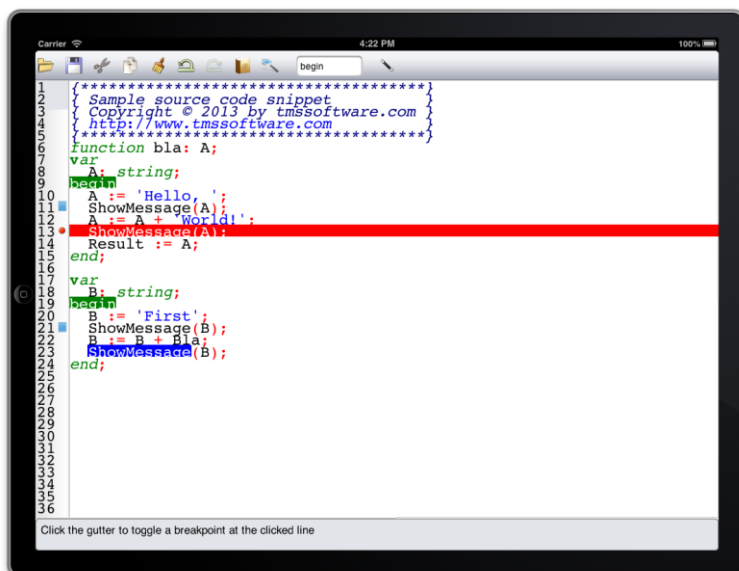 Carrier 4:22 PM 100%
begin
1 {**************************************}
2 { Sample source code snippet }
3 { Copyright © 2013 by tmssoftware.com }
4 { http://www.tmssoftware.com }
5 {**************************************}
6 function bla: A;
7 var
8 A: string;
9 begin
10 A := 'Hello, ';
11 ShowMessage(A);
12 A := A + 'World!';
13 ShowMessage(A);
14 Result := A;
15 end;
16
17 var
18 B: string;
19 begin
20 B := 'First';
21 ShowMessage(B);
22 B := B + Bla;
23 ShowMessage(B);
24 end;
25
26
27
28
29
30
31
32
33
34
35
36
Click the gutter to toggle a breakpoint at the clicked line